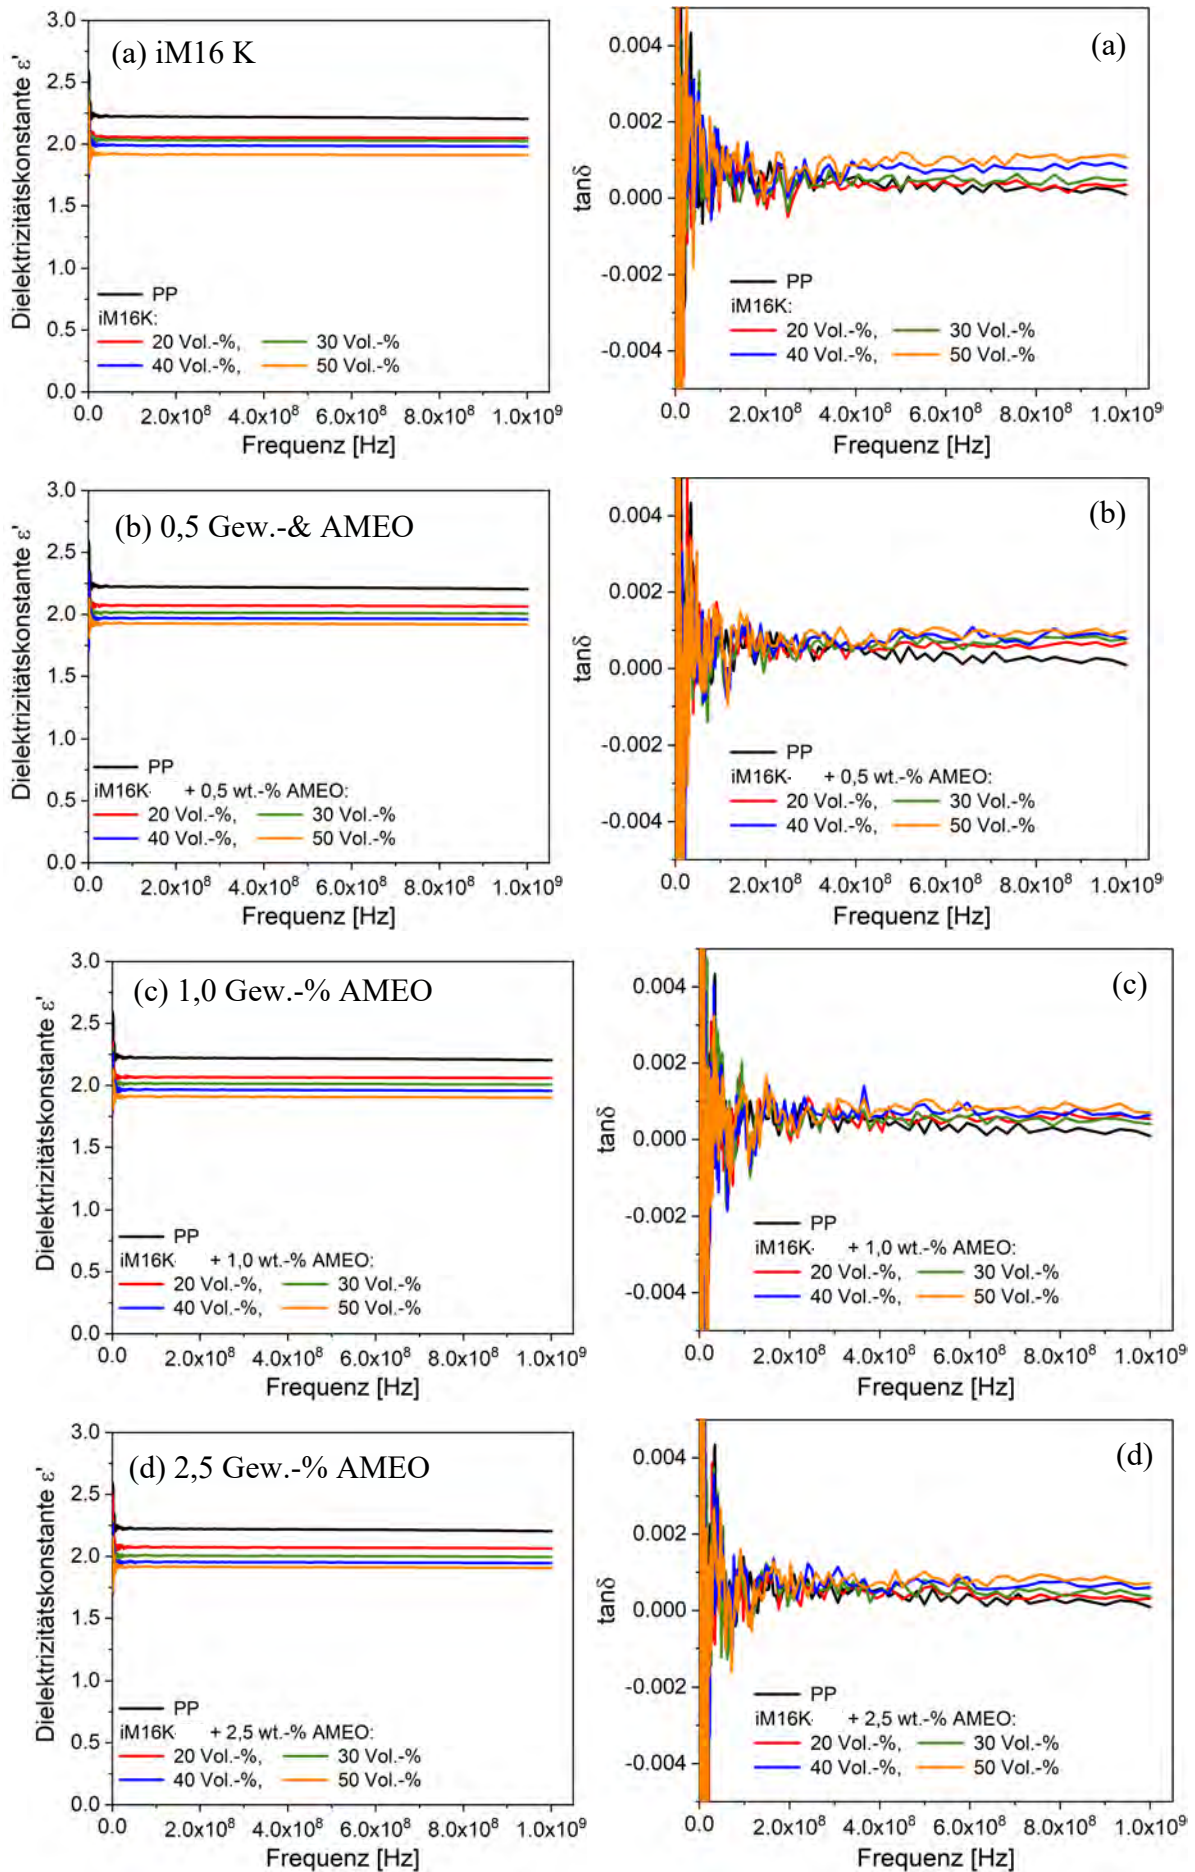 Dielektrizitätskonstante ε'
3.0
2.5
2.0
1.5
1.0
0.5
0.0
(a) iM16 K
PP
iM16K:
20 Vol.-%, 30 Vol.-%
40 Vol.-%, 50 Vol.-%
0.0 2.0x10⁸ 4.0x10⁸ 6.0x10⁸ 8.0x10⁸ 1.0x10⁹
Frequenz [Hz]
tanδ
0.004
0.002
0.000
-0.002
-0.004
(a)
PP
iM16K:
20 Vol.-%, 30 Vol.-%
40 Vol.-%, 50 Vol.-%
0.0 2.0x10⁸ 4.0x10⁸ 6.0x10⁸ 8.0x10⁸ 1.0x10⁹
Frequenz [Hz]
Dielektrizitätskonstante ε'
3.0
2.5
2.0
1.5
1.0
0.5
0.0
(b) 0,5 Gew.-& AMEO
PP
iM16K + 0,5 wt.-% AMEO:
20 Vol.-%, 30 Vol.-%
40 Vol.-%, 50 Vol.-%
0.0 2.0x10⁸ 4.0x10⁸ 6.0x10⁸ 8.0x10⁸ 1.0x10⁹
Frequenz [Hz]
tanδ
0.004
0.002
0.000
-0.002
-0.004
(b)
PP
iM16K + 0,5 wt.-% AMEO:
20 Vol.-%, 30 Vol.-%
40 Vol.-%, 50 Vol.-%
0.0 2.0x10⁸ 4.0x10⁸ 6.0x10⁸ 8.0x10⁸ 1.0x10⁹
Frequenz [Hz]
Dielektrizitätskonstante ε'
3.0
2.5
2.0
1.5
1.0
0.5
0.0
(c) 1,0 Gew.-% AMEO
PP
iM16K + 1,0 wt.-% AMEO:
20 Vol.-%, 30 Vol.-%
40 Vol.-%, 50 Vol.-%
0.0 2.0x10⁸ 4.0x10⁸ 6.0x10⁸ 8.0x10⁸ 1.0x10⁹
Frequenz [Hz]
tanδ
0.004
0.002
0.000
-0.002
-0.004
(c)
PP
iM16K + 1,0 wt.-% AMEO:
20 Vol.-%, 30 Vol.-%
40 Vol.-%, 50 Vol.-%
0.0 2.0x10⁸ 4.0x10⁸ 6.0x10⁸ 8.0x10⁸ 1.0x10⁹
Frequenz [Hz]
Dielektrizitätskonstante ε'
3.0
2.5
2.0
1.5
1.0
0.5
0.0
(d) 2,5 Gew.-% AMEO
PP
iM16K + 2,5 wt.-% AMEO:
20 Vol.-%, 30 Vol.-%
40 Vol.-%, 50 Vol.-%
0.0 2.0x10⁸ 4.0x10⁸ 6.0x10⁸ 8.0x10⁸ 1.0x10⁹
Frequenz [Hz]
tanδ
0.004
0.002
0.000
-0.002
-0.004
(d)
PP
iM16K + 2,5 wt.-% AMEO:
20 Vol.-%, 30 Vol.-%
40 Vol.-%, 50 Vol.-%
0.0 2.0x10⁸ 4.0x10⁸ 6.0x10⁸ 8.0x10⁸ 1.0x10⁹
Frequenz [Hz]